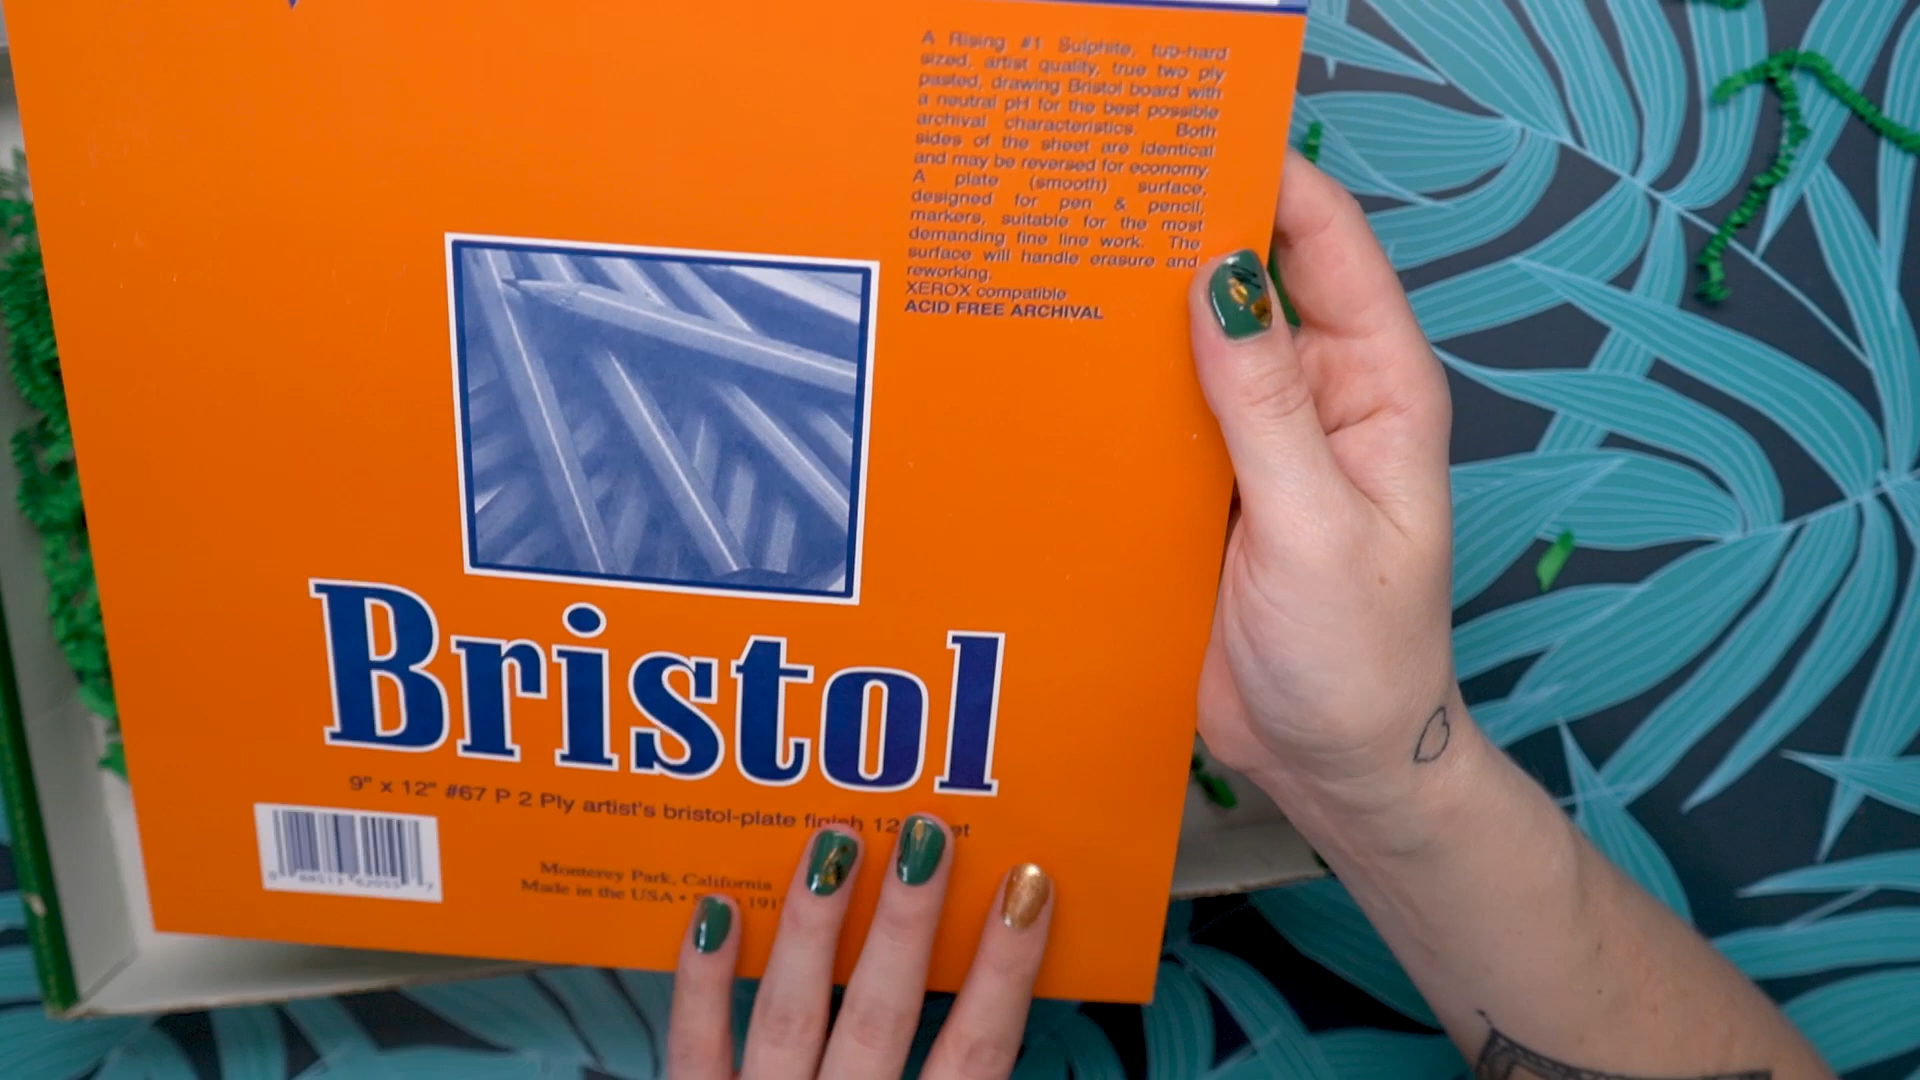 A Rising #1 Sulphite, tup-hard
sized, artist quality, true two ply
pasted, drawing Bristol board with
a neutral pH for the best possible
archival characteristics. Both
sides of the sheet are identical
and may be reversed for economy.
A plate (smooth) surface,
designed for pen & pencil,
markers, suitable for the most
demanding fine line work. The
surface will handle erasure and
reworking.
XEROX compatible
ACID FREE ARCHIVAL
Bristol
9" x 12" #67 P 2 Ply artist's bristol-plate finish 12
Monterey Park, California
Made in the USA •